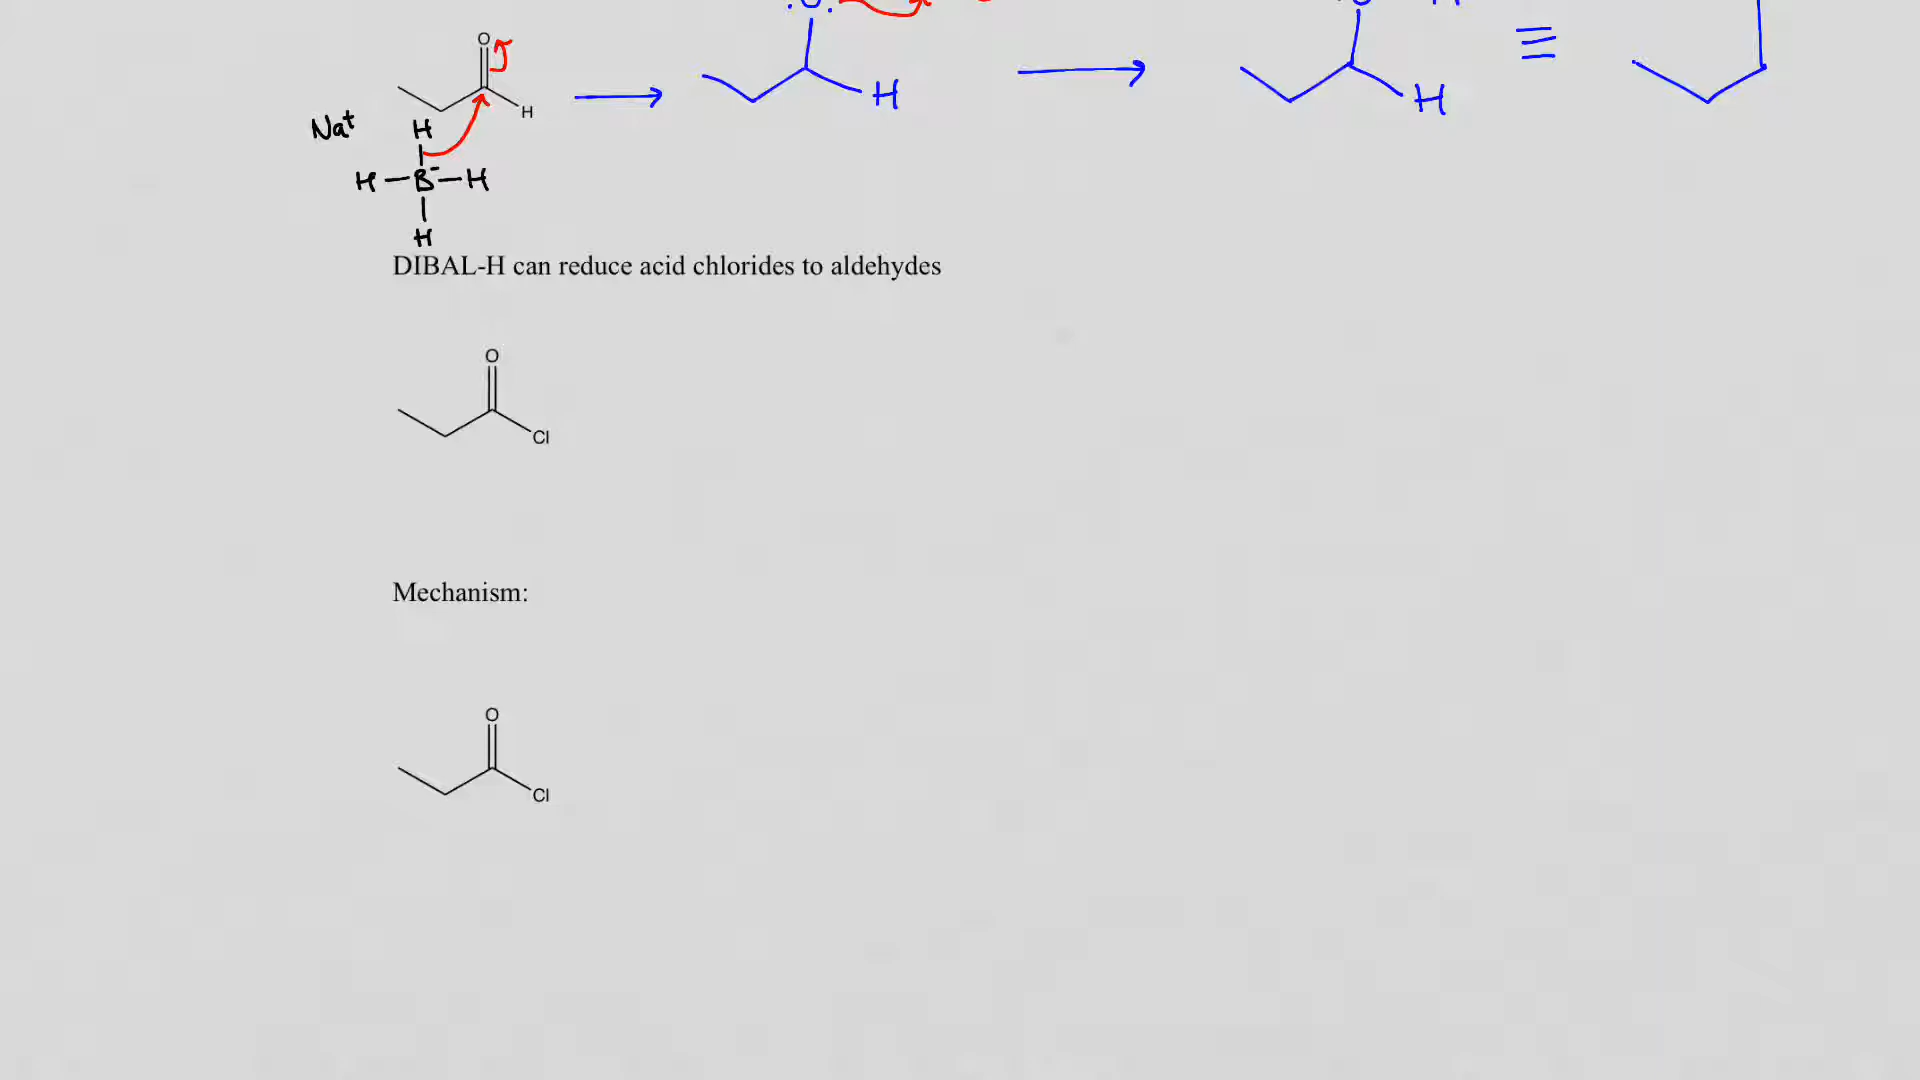 O
H
H
H
Na⁺
H
H–B⁻–H
H
DIBAL-H can reduce acid chlorides to aldehydes
O
Cl
Mechanism:
O
Cl